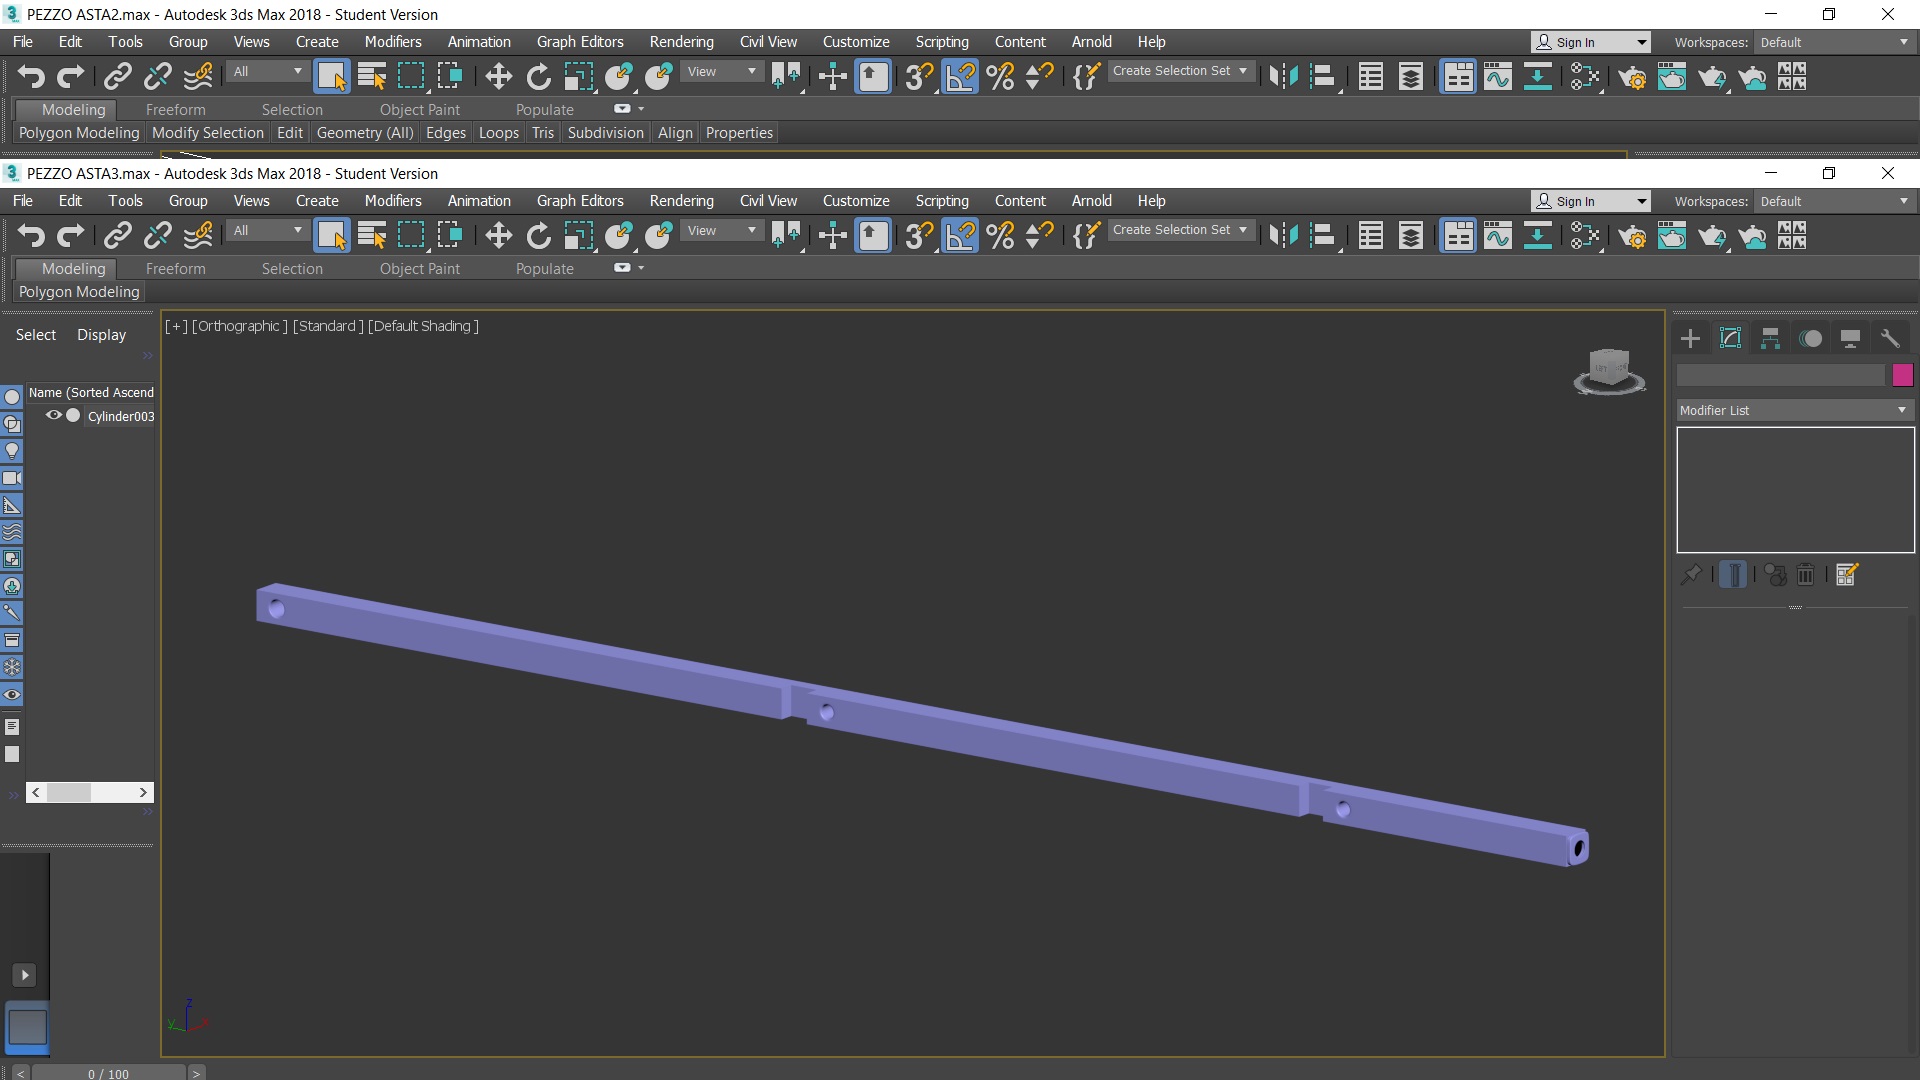 PEZZO ASTA2.max - Autodesk 3ds Max 2018 - Student Version
File Edit Tools Group Views Create Modifiers Animation Graph Editors Rendering Civil View Customize Scripting Content Arnold Help Sign In Workspaces: Default
All View Create Selection Set
Modeling Freeform Selection Object Paint Populate
Polygon Modeling Modify Selection Edit Geometry (All) Edges Loops Tris Subdivision Align Properties
PEZZO ASTA3.max - Autodesk 3ds Max 2018 - Student Version
File Edit Tools Group Views Create Modifiers Animation Graph Editors Rendering Civil View Customize Scripting Content Arnold Help Sign In Workspaces: Default
All View Create Selection Set
Modeling Freeform Selection Object Paint Populate
Polygon Modeling
Select Display
[+] [Orthographic ] [Standard ] [Default Shading ]
Name (Sorted Ascend
Cylinder003
Modifier List
z
y x
0 / 100